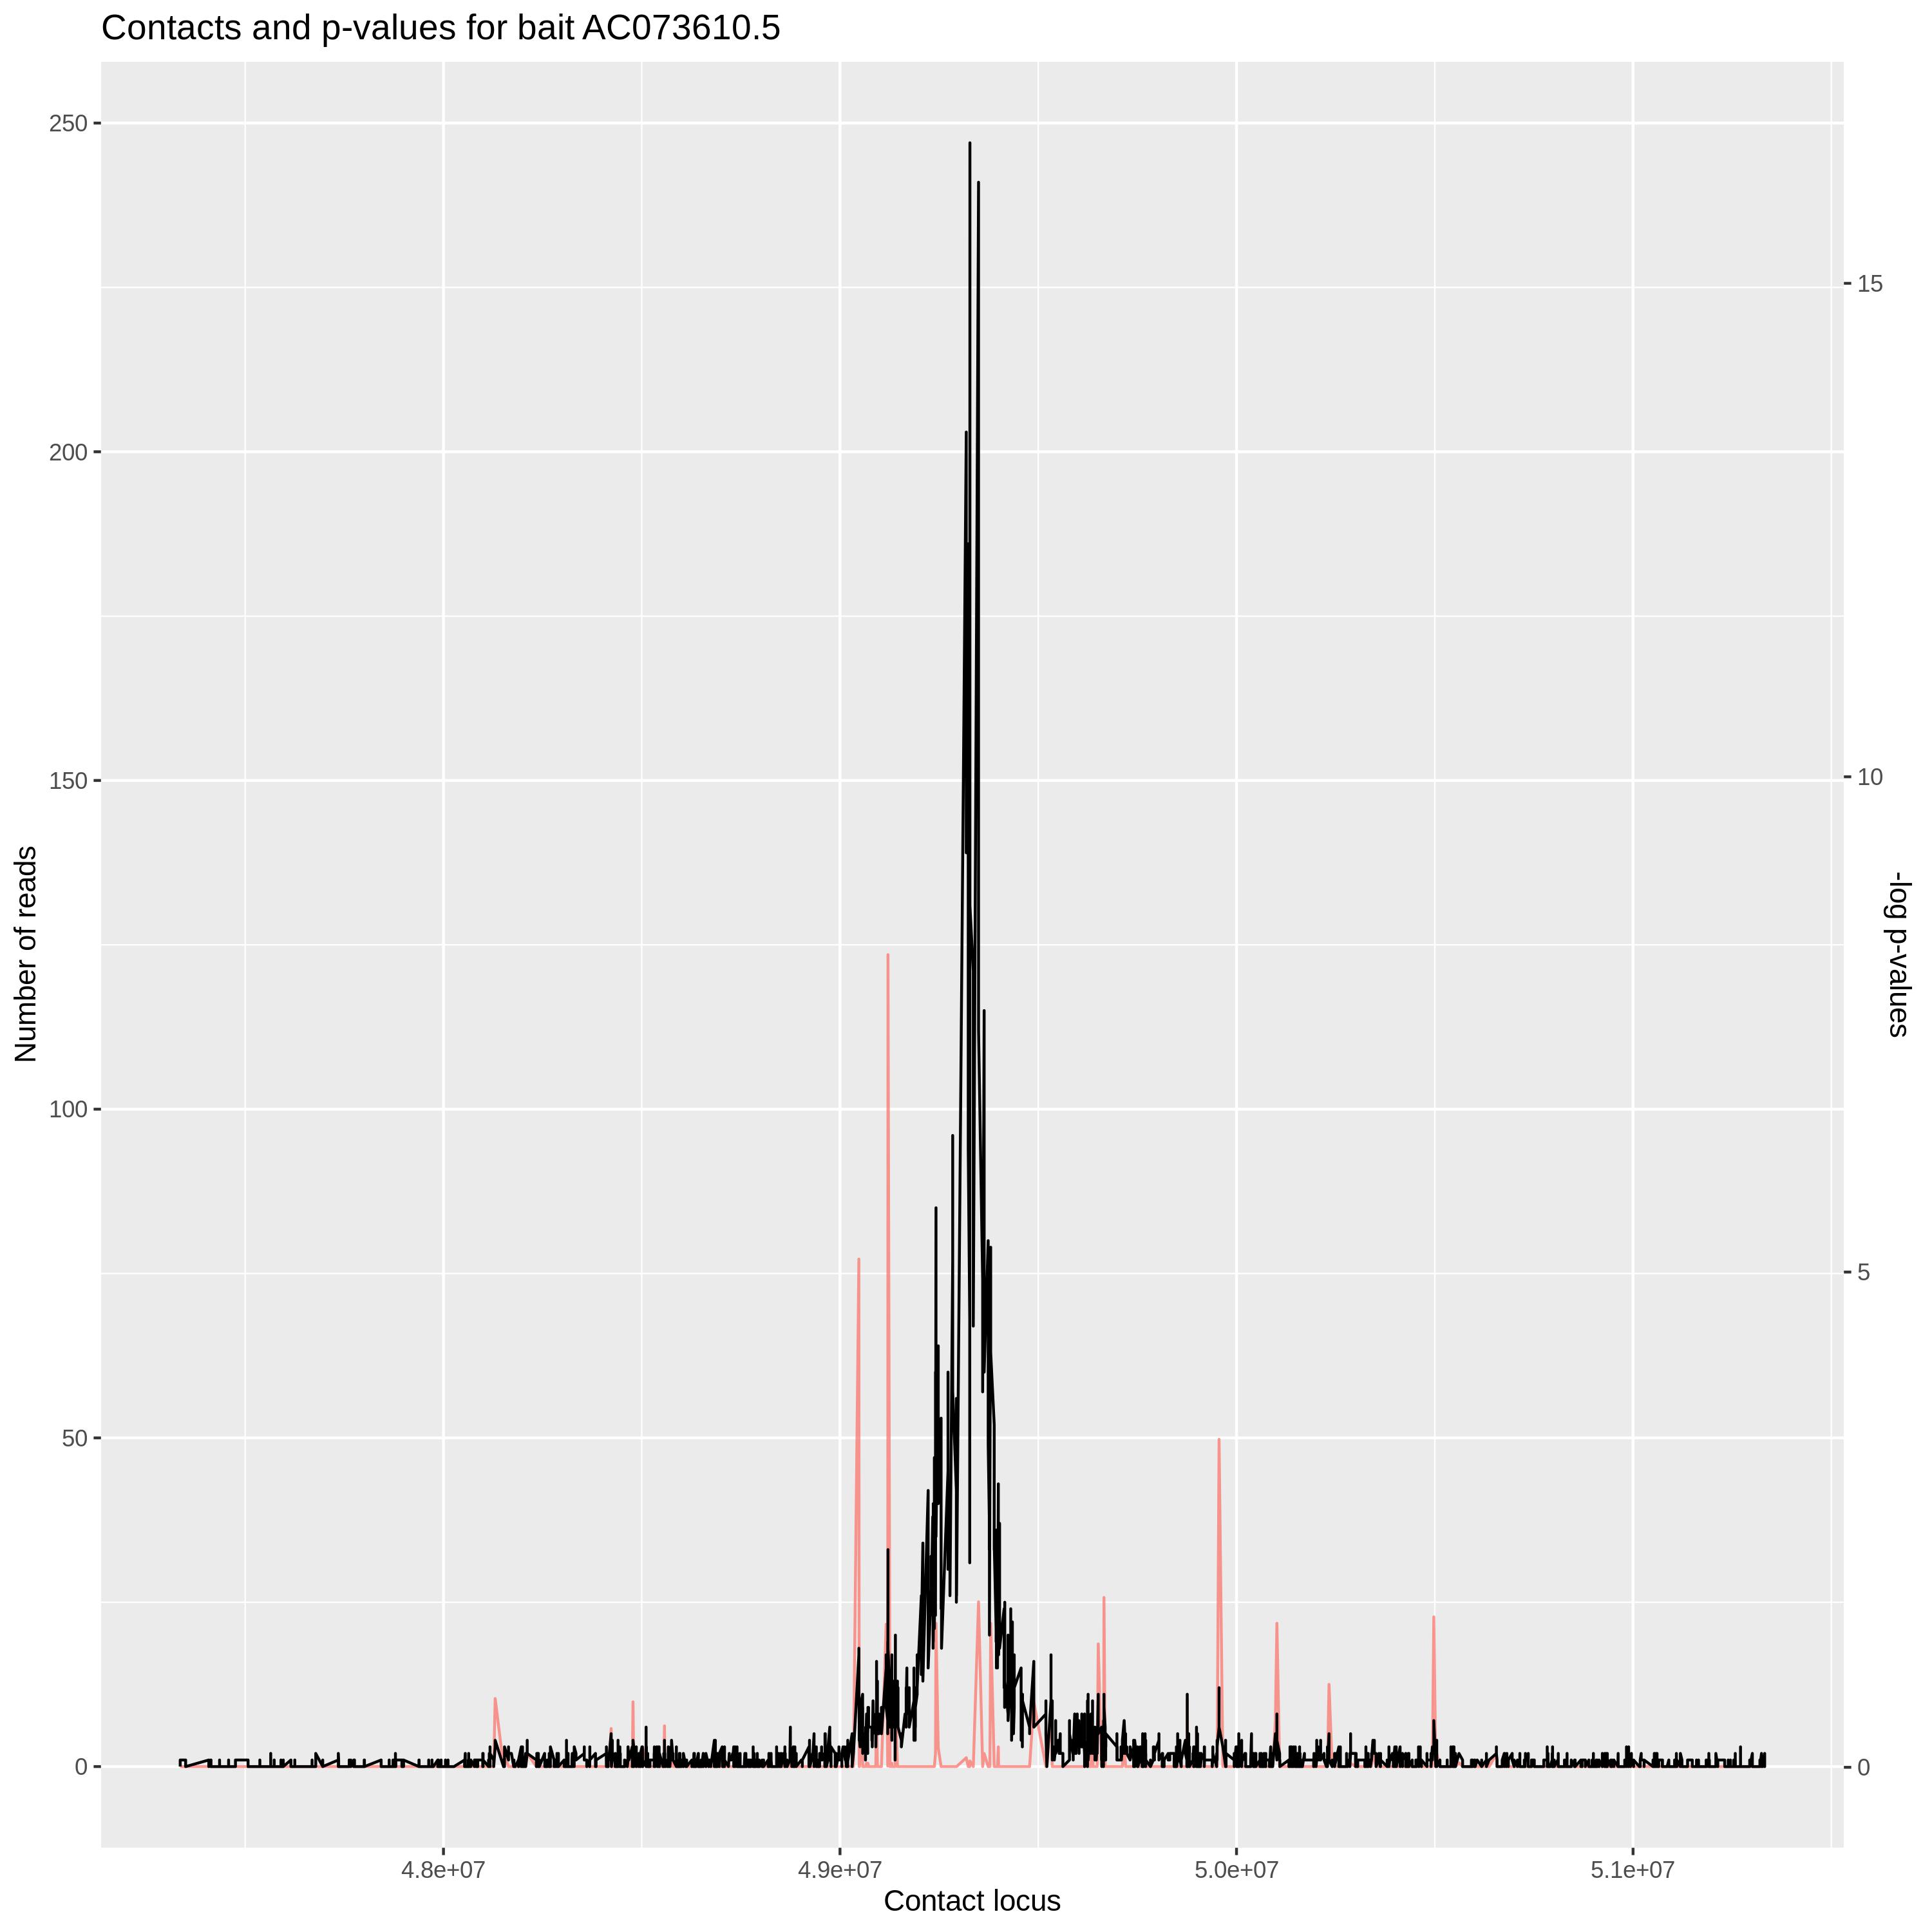 Contacts and p-values for bait AC073610.5
250
200
150
100
50
0
Number of reads
15
10
5
0
-log p-values
4.8e+07
4.9e+07
5.0e+07
5.1e+07
Contact locus